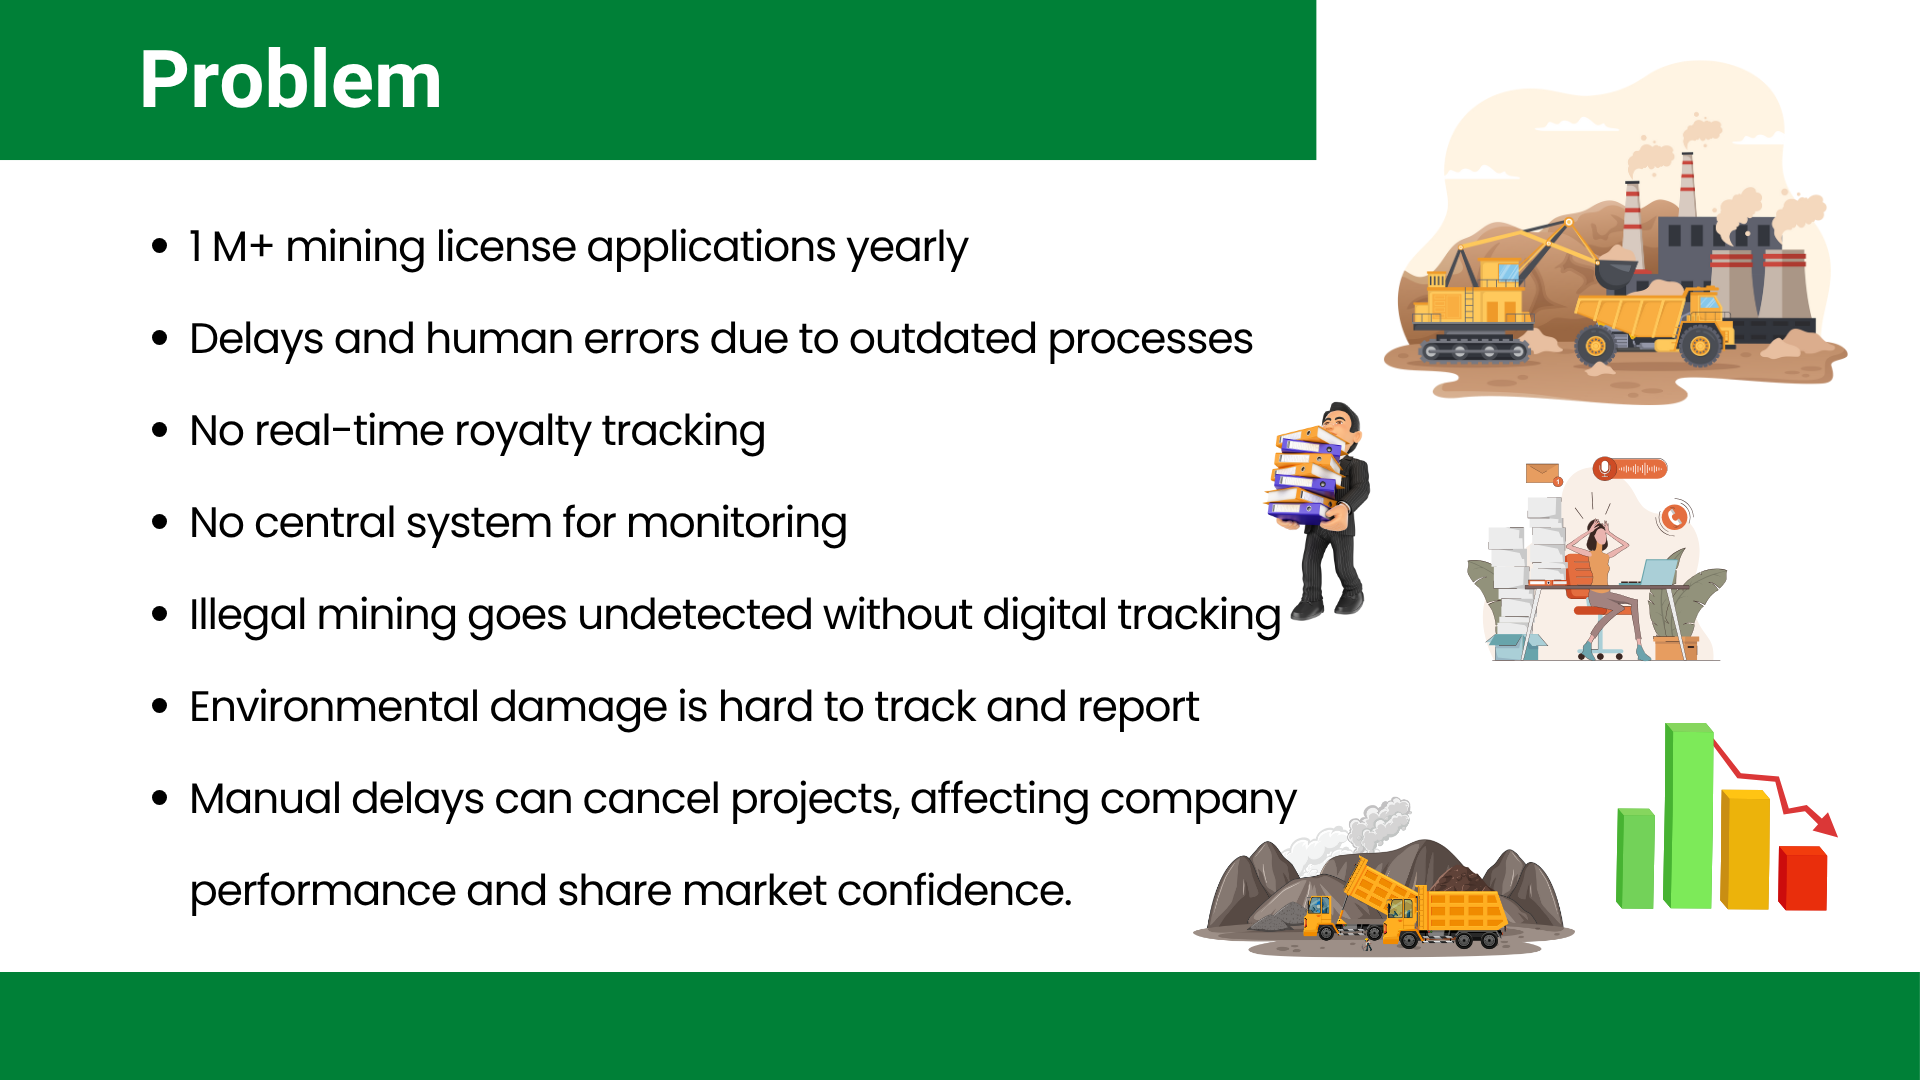 Problem
• 1 M+ mining license applications yearly
• Delays and human errors due to outdated processes
• No real-time royalty tracking
• No central system for monitoring
• Illegal mining goes undetected without digital tracking
• Environmental damage is hard to track and report
• Manual delays can cancel projects, affecting company
performance and share market confidence.